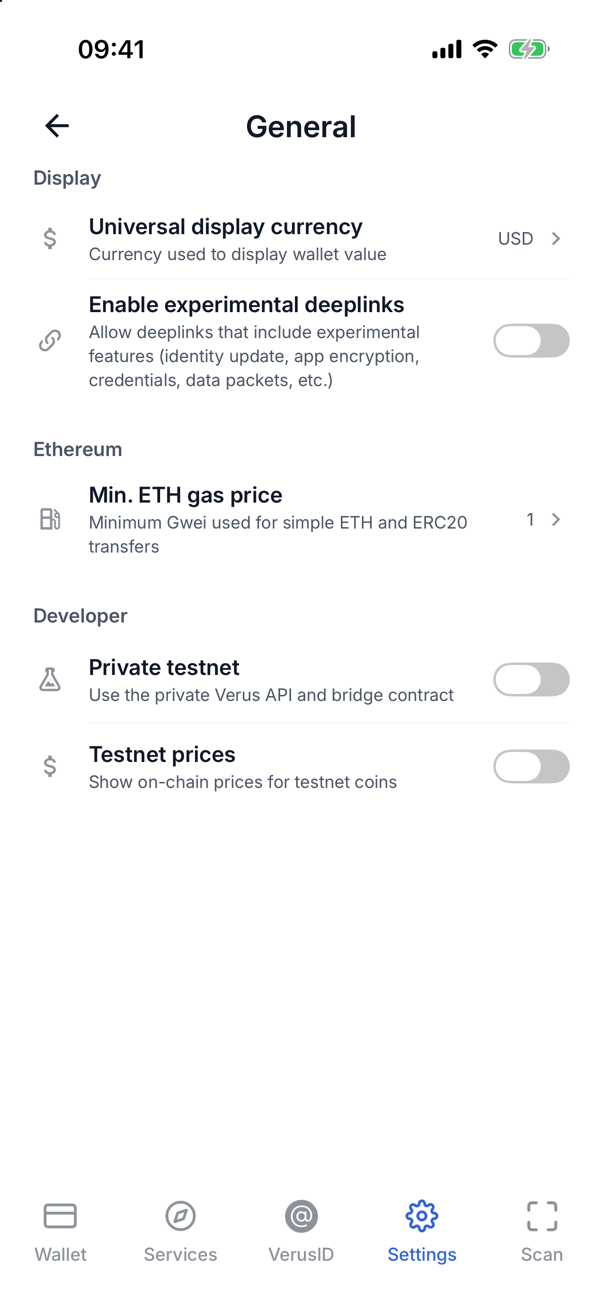 09:41
General
Display
Universal display currency
Currency used to display wallet value
USD
Enable experimental deeplinks
Allow deeplinks that include experimental
features (identity update, app encryption,
credentials, data packets, etc.)
Ethereum
Min. ETH gas price
Minimum Gwei used for simple ETH and ERC20
transfers
1
Developer
Private testnet
Use the private Verus API and bridge contract
Testnet prices
Show on-chain prices for testnet coins
Wallet
Services
VerusID
Settings
Scan